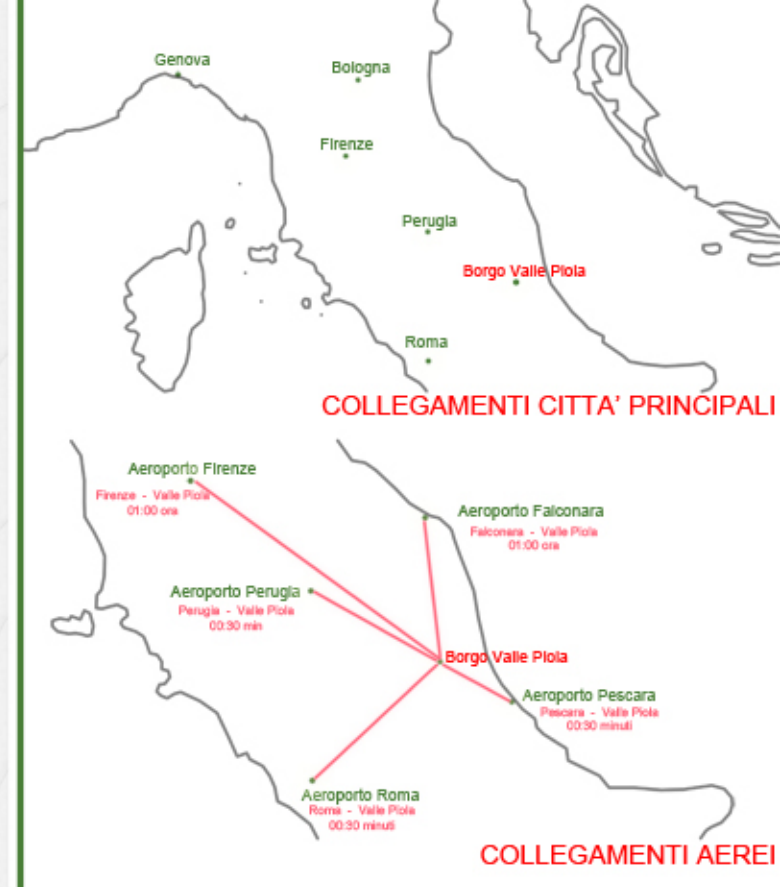 Genova
Bologna
Firenze
Perugia
Borgo Valle Piola
Roma
COLLEGAMENTI CITTA' PRINCIPALI
Aeroporto Firenze
Firenze - Valle Piola
01:00 ora
Aeroporto Falconara
Falconara - Valle Piola
01:00 ora
Aeroporto Perugia
Perugia - Valle Piola
00:30 min
Borgo Valle Piola
Aeroporto Pescara
Pescara - Valle Piola
00:30 minuti
Aeroporto Roma
Roma - Valle Piola
00:30 minuti
COLLEGAMENTI AEREI